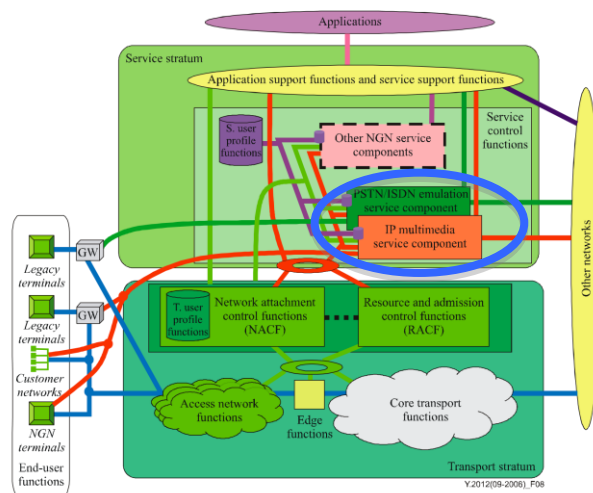 Applications
Service stratum
Application support functions and service support functions
S. user
profile
functions
Other NGN service
components
Service
control
functions
PSTN/ISDN emulation
service component
IP multimedia
service component
Other networks
GW
Legacy
terminals
GW
Legacy
terminals
Customer
networks
NGN
terminals
End-user
functions
T. user
profile
functions
Network attachment
control functions
(NACF)
Resource and admission
control functions
(RACF)
Access network
functions
Edge
functions
Core transport
functions
Transport stratum
Y.2012(09-2006)_F08